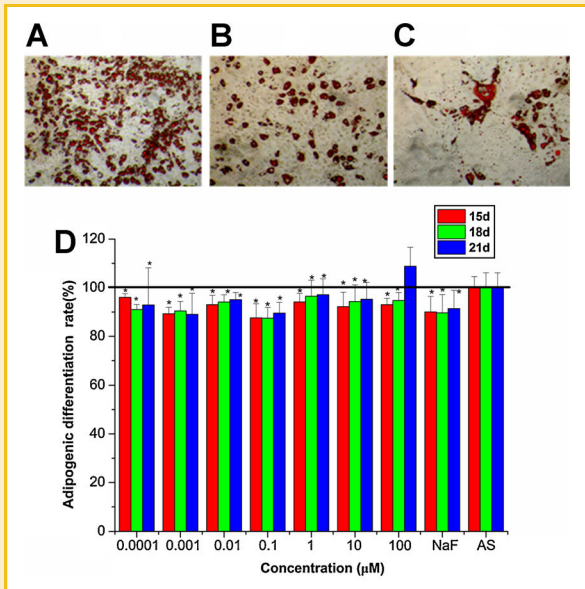 A
B
C
D
15d
18d
21d
120
100
80
60
40
20
0
Adipogenic differentiation rate(%)
* * * * * * * * * * * * * * * * * * * * * * *
0.0001 0.001 0.01 0.1 1 10 100 NaF AS
Concentration (μM)